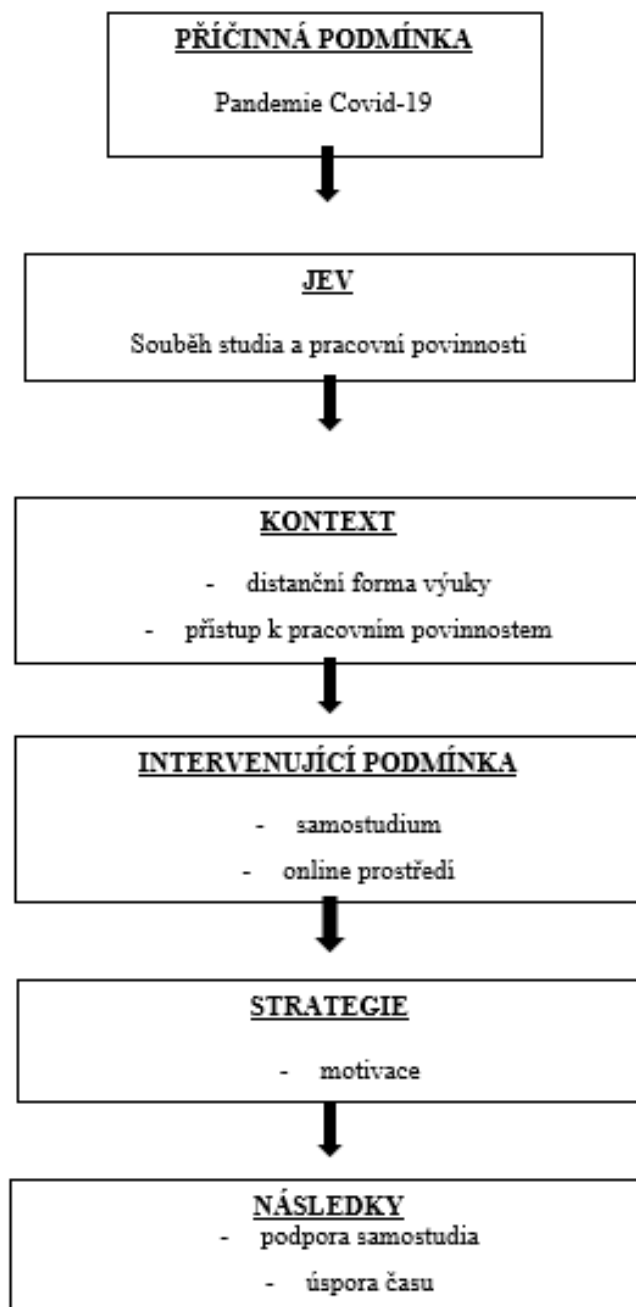 PŘÍČINNÁ PODMÍNKA
Pandemie Covid-19
JEV
Souběh studia a pracovní povinnosti
KONTEXT
- distanční forma výuky
- přístup k pracovním povinnostem
INTERVENUJÍCÍ PODMÍNKA
- samostudium
- online prostředí
STRATEGIE
- motivace
NÁSLEDKY
- podpora samostudia
- úspora času